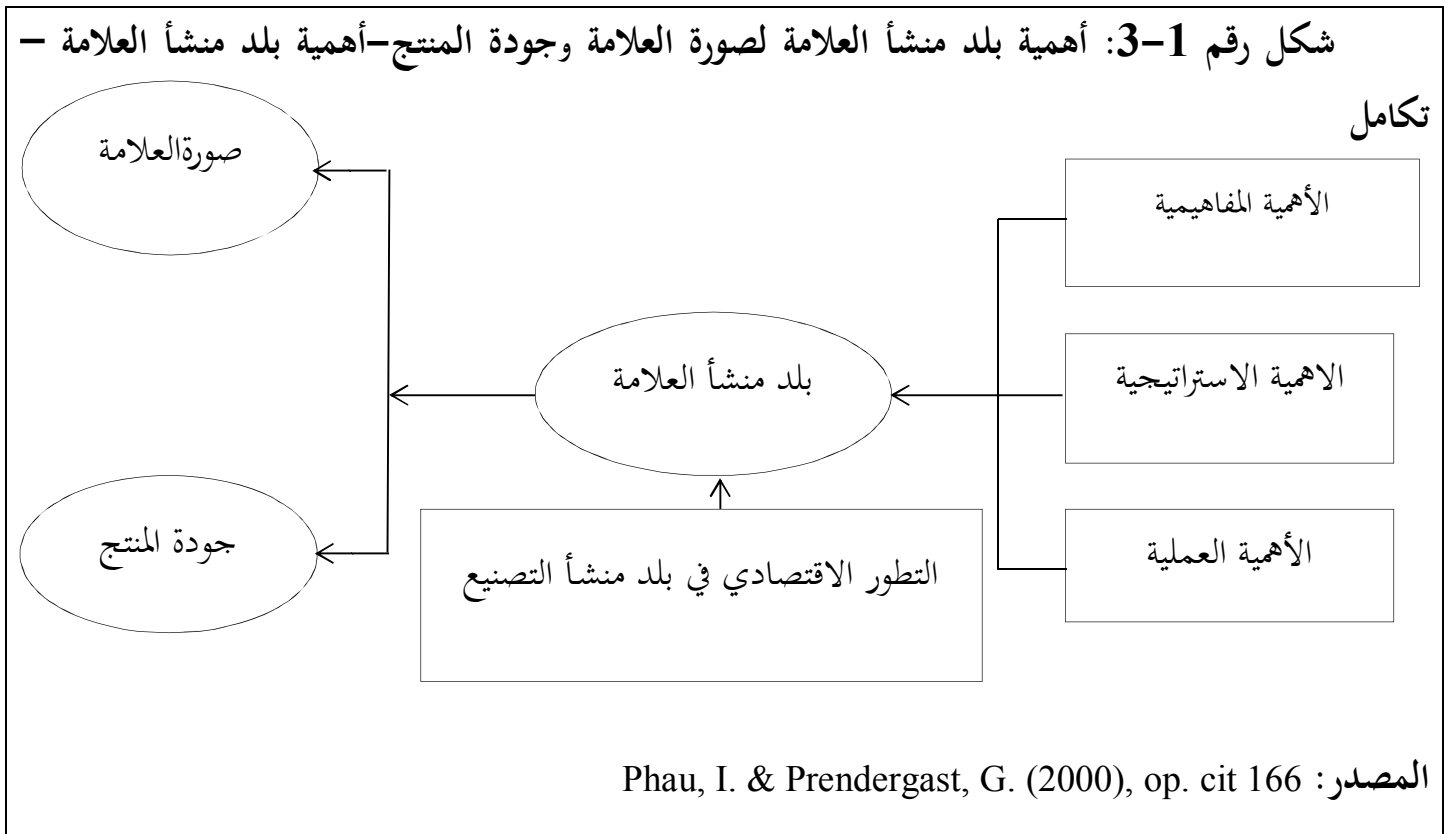 شكل رقم 1-3: أهمية بلد منشأ العلامة لصورة العلامة وجودة المنتج-أهمية بلد منشأ العلامة –
تكامل
الأهمية المفاهيمية
الاهمية الاستراتيجية
الأهمية العملية
بلد منشأ العلامة
التطور الاقتصادي في بلد منشأ التصنيع
صورةالعلامة
جودة المنتج
المصدر: Phau, I. & Prendergast, G. (2000), op. cit 166